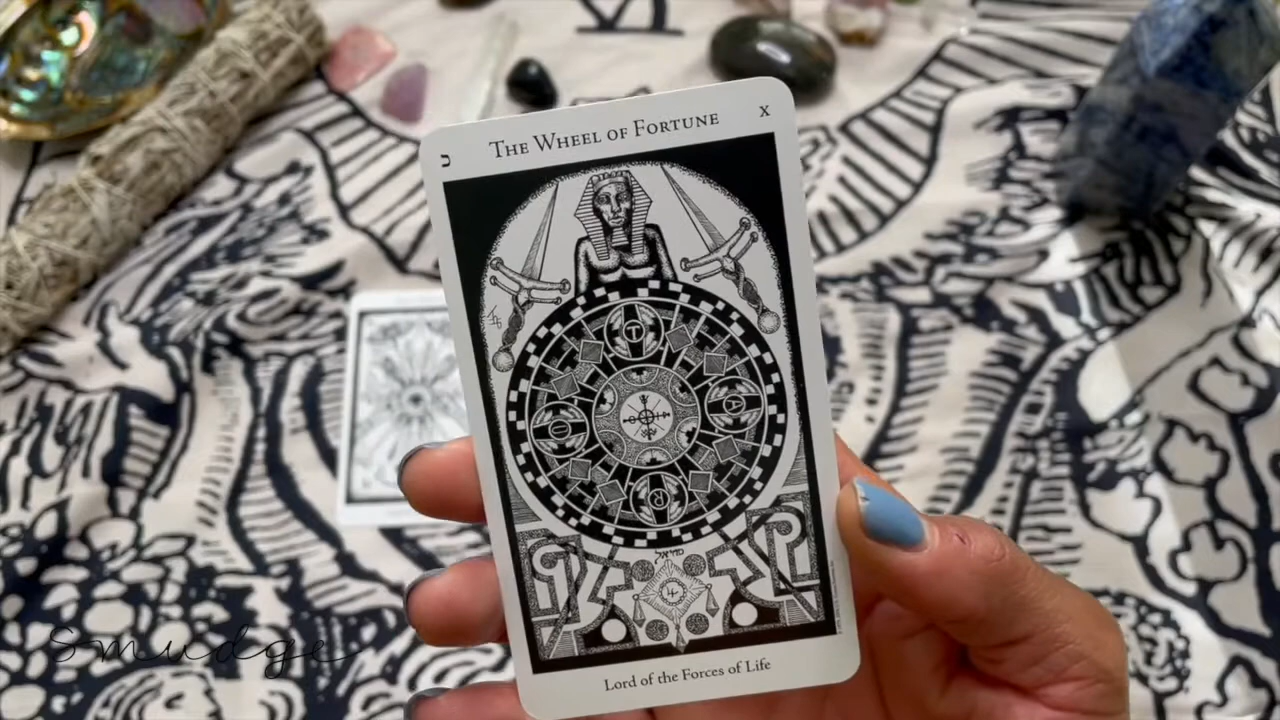 כ
THE WHEEL OF FORTUNE
X
T
A
R
O
Lord of the Forces of Life
smudge